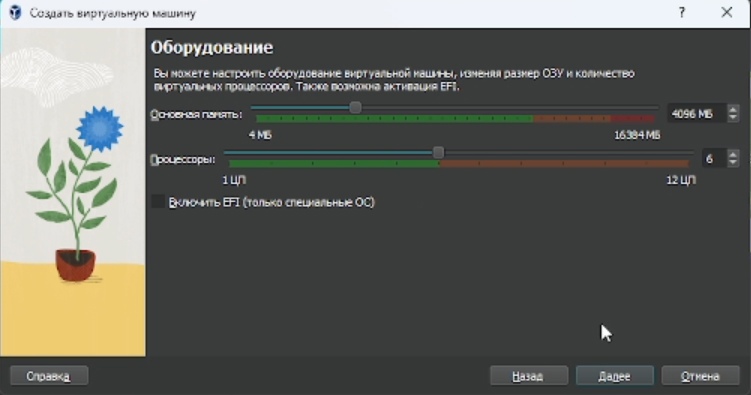 Создать виртуальную машину
?
Оборудование
Вы можете настроить оборудование виртуальной машины, изменяя размер ОЗУ и количество
виртуальных процессоров. Также возможна активация EFI.
Основная память: 4096 МБ
4 МБ 16384 МБ
Процессоры: 6
1 ЦП 12 ЦП
Включить EFI (только специальные ОС)
Справка Назад Далее Отмена